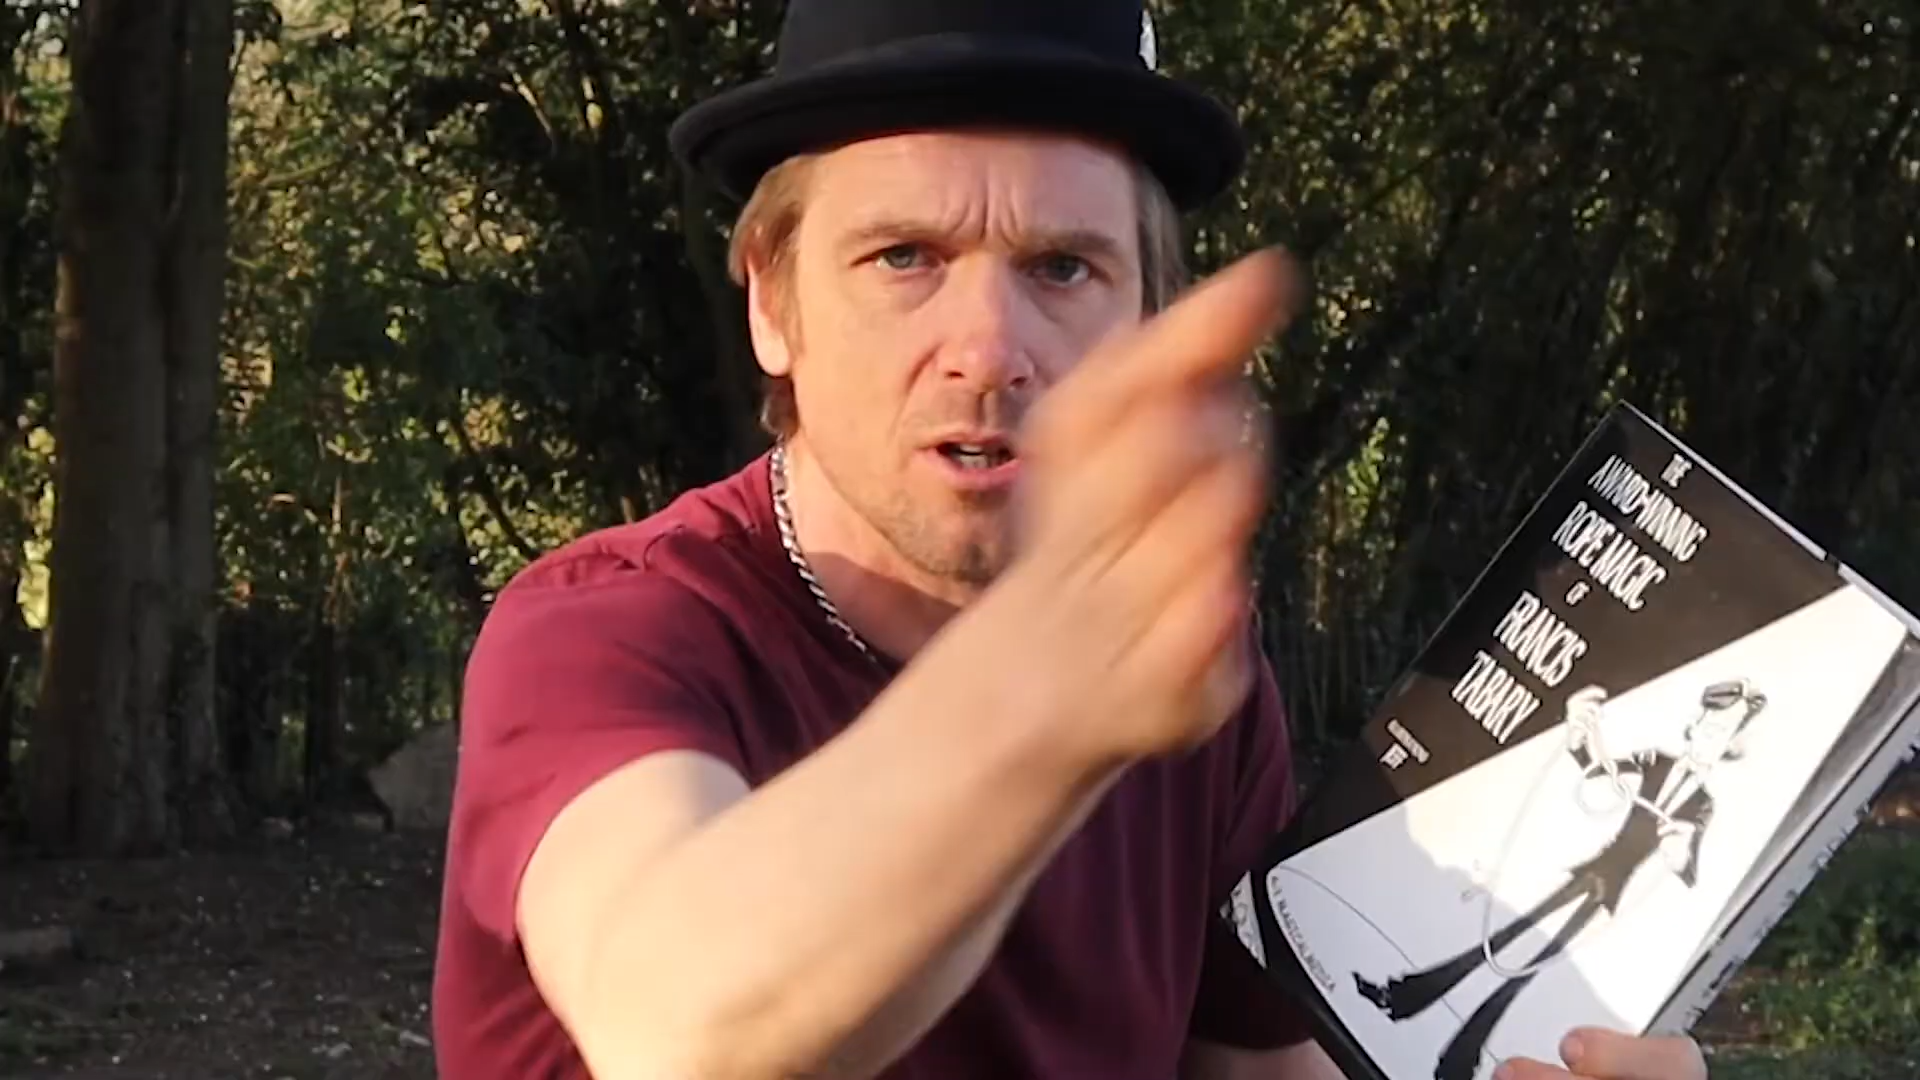 THE
AWARD-WINNING
ROPE MAGIC
OF
FRANCIS
TABARY